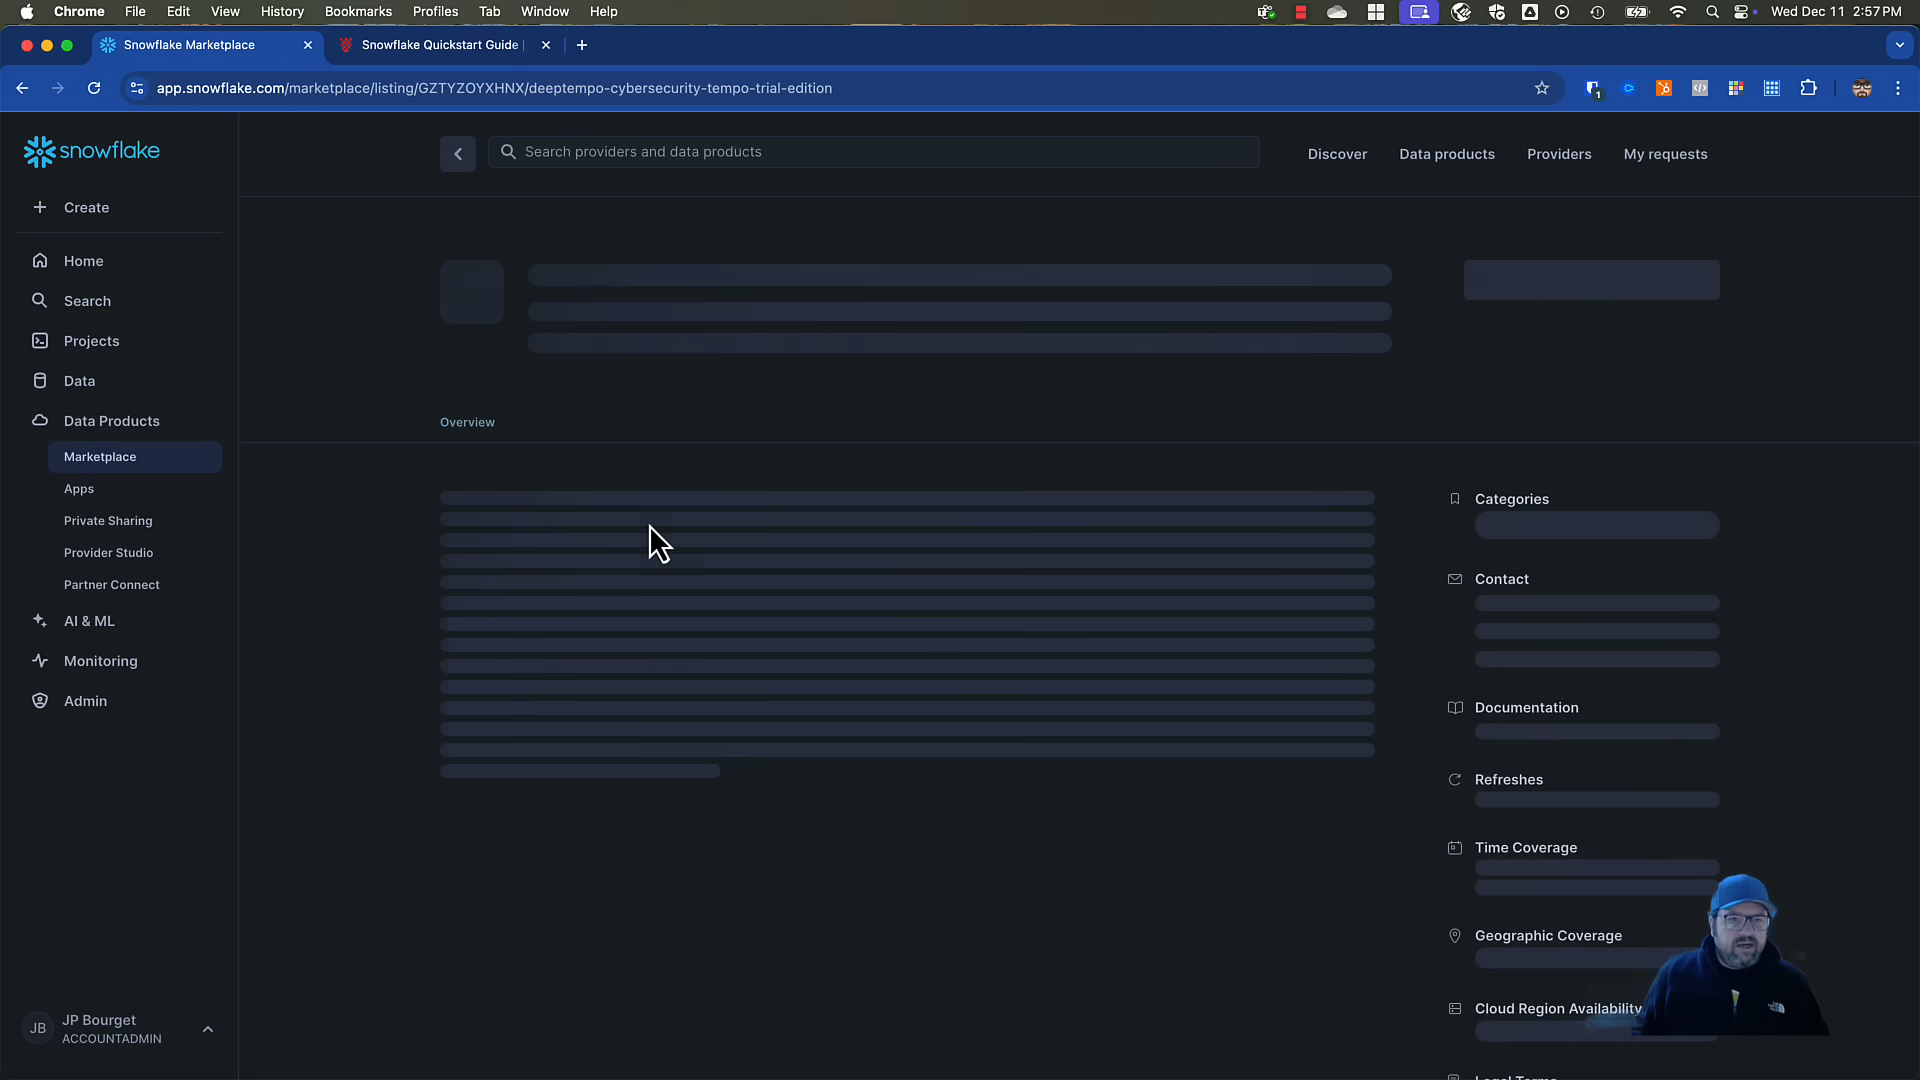 Chrome File Edit View History Bookmarks Profiles Tab Window Help
Wed Dec 11 2:57 PM
Snowflake Marketplace
Snowflake Quickstart Guide
app.snowflake.com/marketplace/listing/GZTYZOYXHNX/deeptempo-cybersecurity-tempo-trial-edition
1
snowflake
Search providers and data products
Discover
Data products
Providers
My requests
Create
Home
Search
Projects
Data
Data Products
Marketplace
Apps
Private Sharing
Provider Studio
Partner Connect
AI & ML
Monitoring
Admin
Overview
Categories
Contact
Documentation
Refreshes
Time Coverage
Geographic Coverage
Cloud Region Availability
JB
JP Bourget
ACCOUNTADMIN